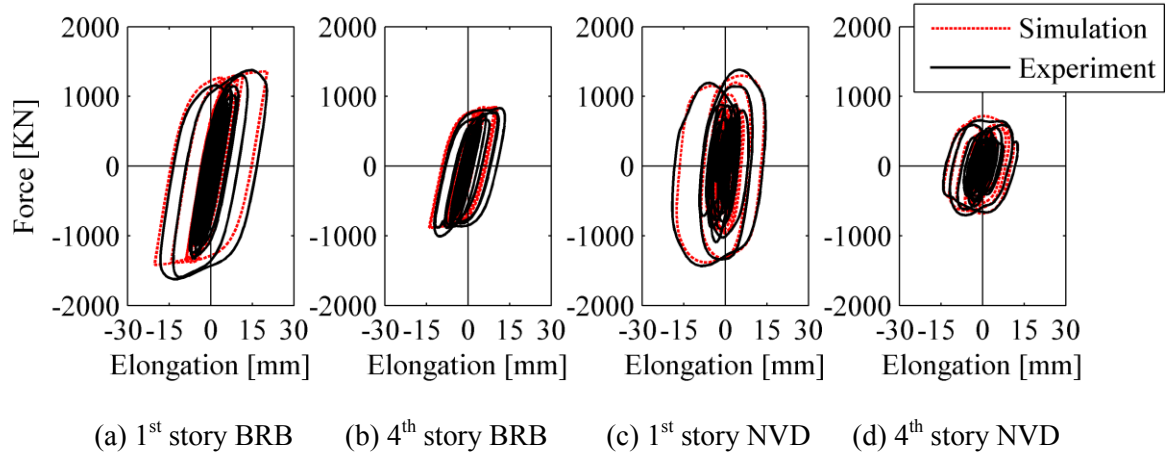 2000 2000 2000 2000
Simulation
Experiment
1000 1000 1000 1000
Force [KN]
0 0 0 0
-1000 -1000 -1000 -1000
-2000 -2000 -2000 -2000
-30 -15 0 15 30 -30 -15 0 15 30 -30 -15 0 15 30 -30 -15 0 15 30
Elongation [mm] Elongation [mm] Elongation [mm] Elongation [mm]
(a) 1st story BRB (b) 4th story BRB (c) 1st story NVD (d) 4th story NVD